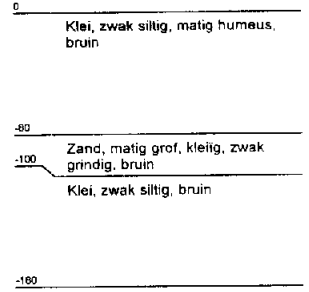 0
Klei, zwak siltig, matig humeus,
bruin
-80
Zand, matig grof, kleiïg, zwak
-100
grindig, bruin
Klei, zwak siltig, bruin
-160